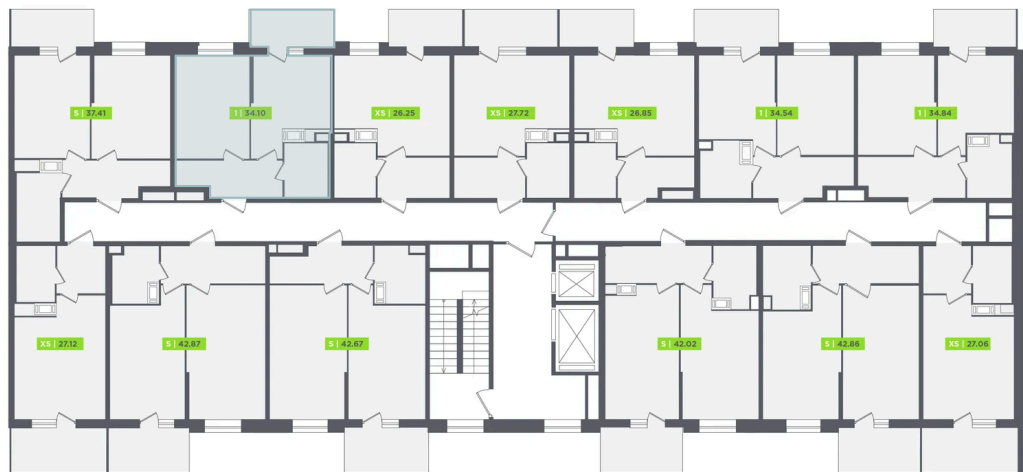 S | 37.41
1 | 34.10
XS | 26.25
XS | 27.72
XS | 26.85
1 | 34.54
1 | 34.84
XS | 27.12
S | 42.87
S | 42.67
S | 42.02
S | 42.86
XS | 27.06